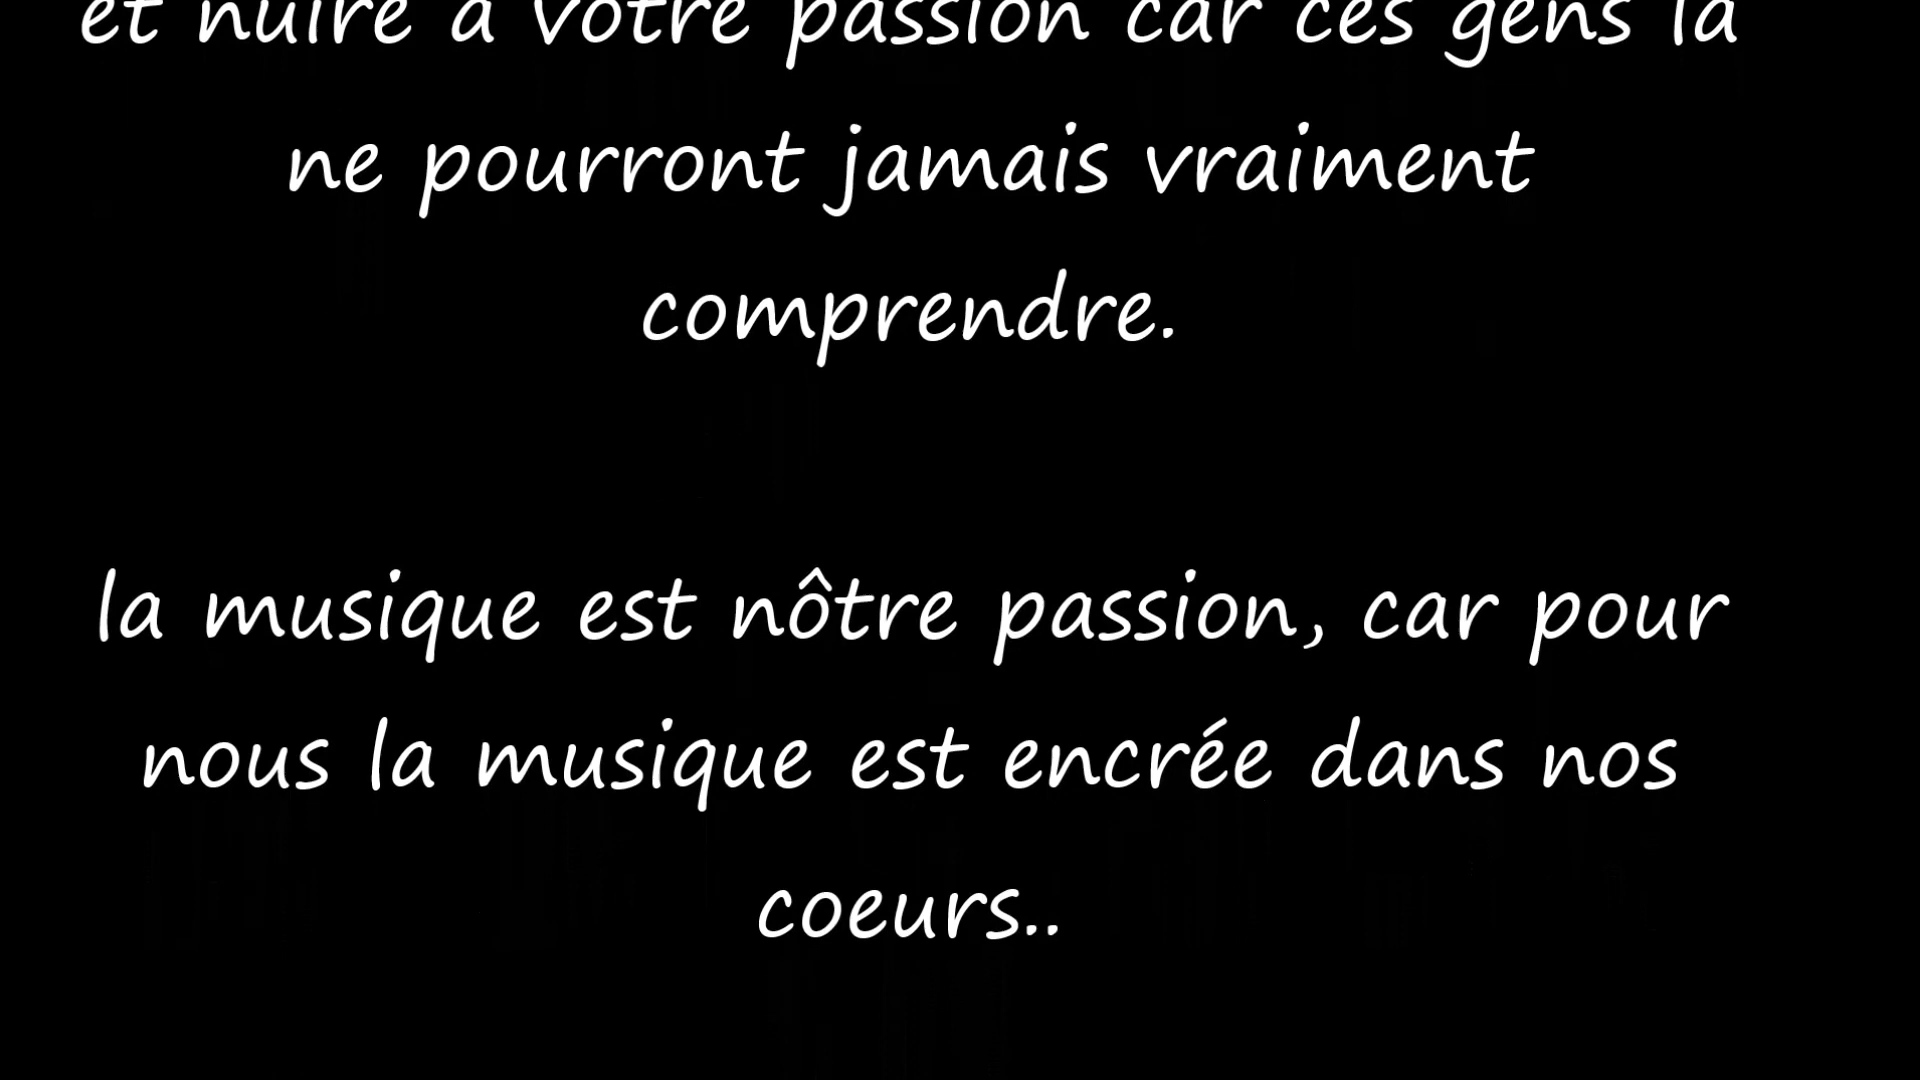 et nuire a votre passion car ces gens la
ne pourront jamais vraiment
comprendre.
la musique est nôtre passion, car pour
nous la musique est encrée dans nos
coeurs..